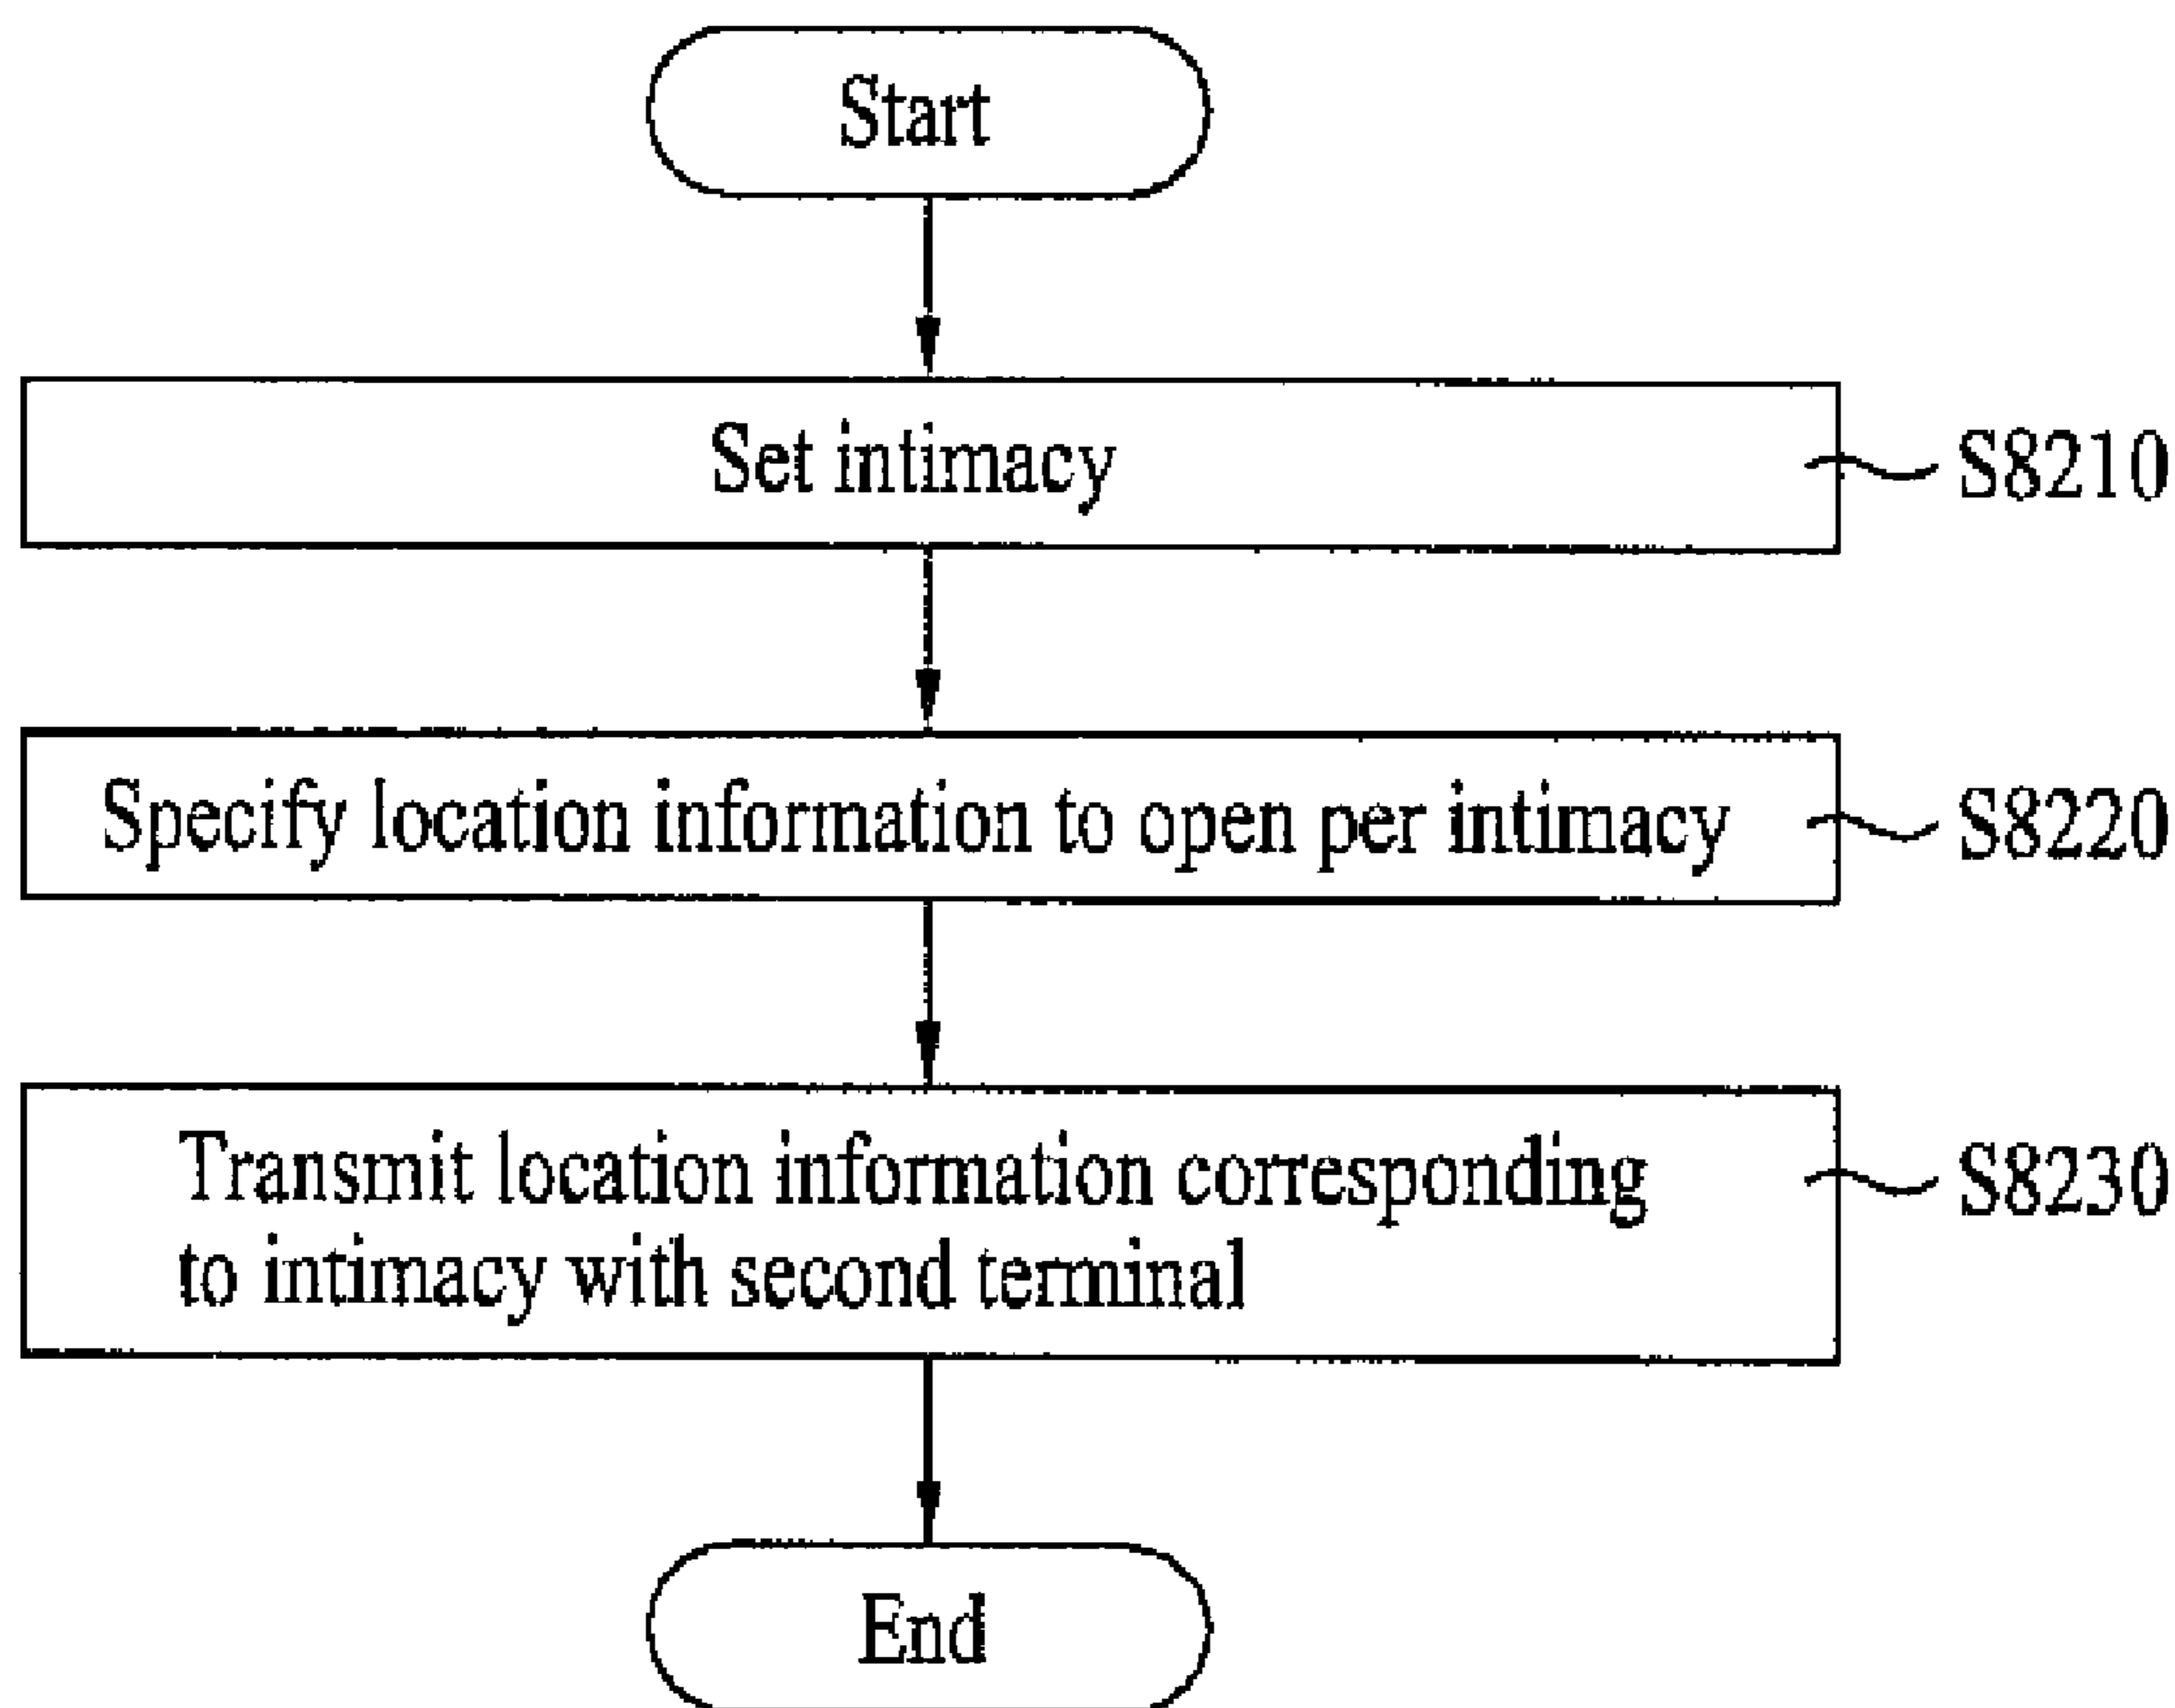 Start
Set intimacy
S8210
Specify location information to open per intimacy
S8220
Transmit location information corresponding
to intimacy with second terminal
S8230
End